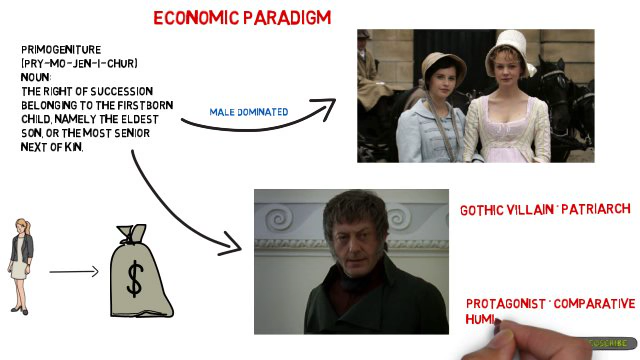 ECONOMIC PARADIGM
PRIMOGENITURE
(PRY-MO-JEN-I-CHUR)
NOUN:
THE RIGHT OF SUCCESSION
BELONGING TO THE FIRSTBORN
CHILD, NAMELY THE ELDEST
SON, OR THE MOST SENIOR
NEXT OF KIN.
MALE DOMINATED
GOTHIC VILLAIN * PATRIARCH
$
PROTAGONIST * COMPARATIVE
HUMI